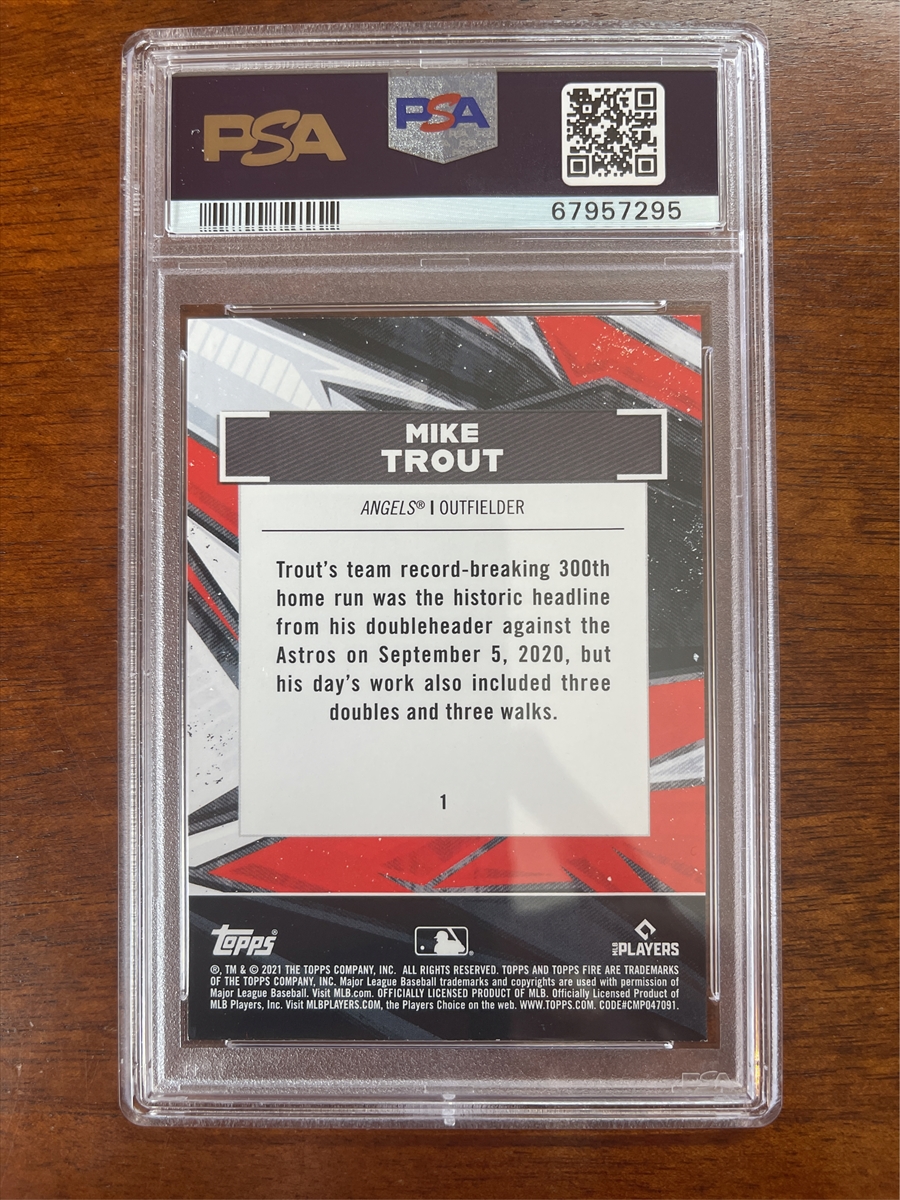 PSA
PSA
67957295
MIKE
TROUT
ANGELS® | OUTFIELDER
Trout's team record-breaking 300th
home run was the historic headline
from his doubleheader against the
Astros on September 5, 2020, but
his day's work also included three
doubles and three walks.
1
Topps®
MLB PLAYERS
®, TM & © 2021 THE TOPPS COMPANY, INC. ALL RIGHTS RESERVED. TOPPS AND TOPPS FIRE ARE TRADEMARKS
OF THE TOPPS COMPANY, INC. Major League Baseball trademarks and copyrights are used with permission of
Major League Baseball. Visit MLB.com. OFFICIALLY LICENSED PRODUCT OF MLB. Officially Licensed Product of
MLB Players, Inc. Visit MLBPLAYERS.COM, the Players Choice on the web. WWW.TOPPS.COM. CODE#CMP047091.
PSA